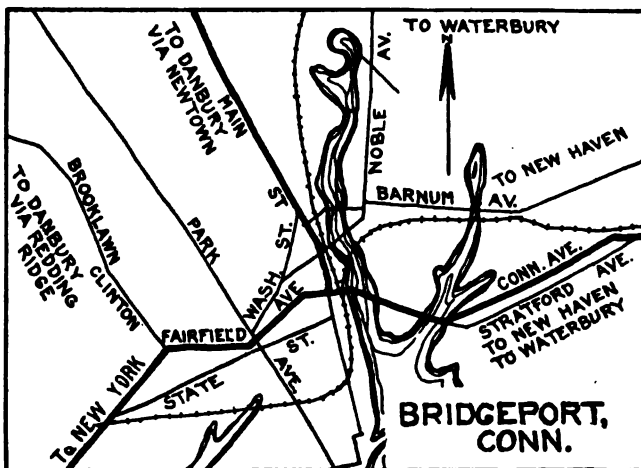 TO WATERBURY
N
TO DANBURY
VIA NEWTOWN
MAIN
ST
NOBLE
AV.
TO NEW HAVEN
BARNUM
AV.
BROOKLAWN
CLINTON
TO DANBURY
VIA REDDING
RIDGE
PARK
AVE.
WASH. ST.
FAIRFIELD
AVE
CONN. AVE.
STRATFORD
AVE.
TO NEW HAVEN
TO WATERBURY
STATE
ST.
TO NEW YORK
BRIDGEPORT,
CONN.